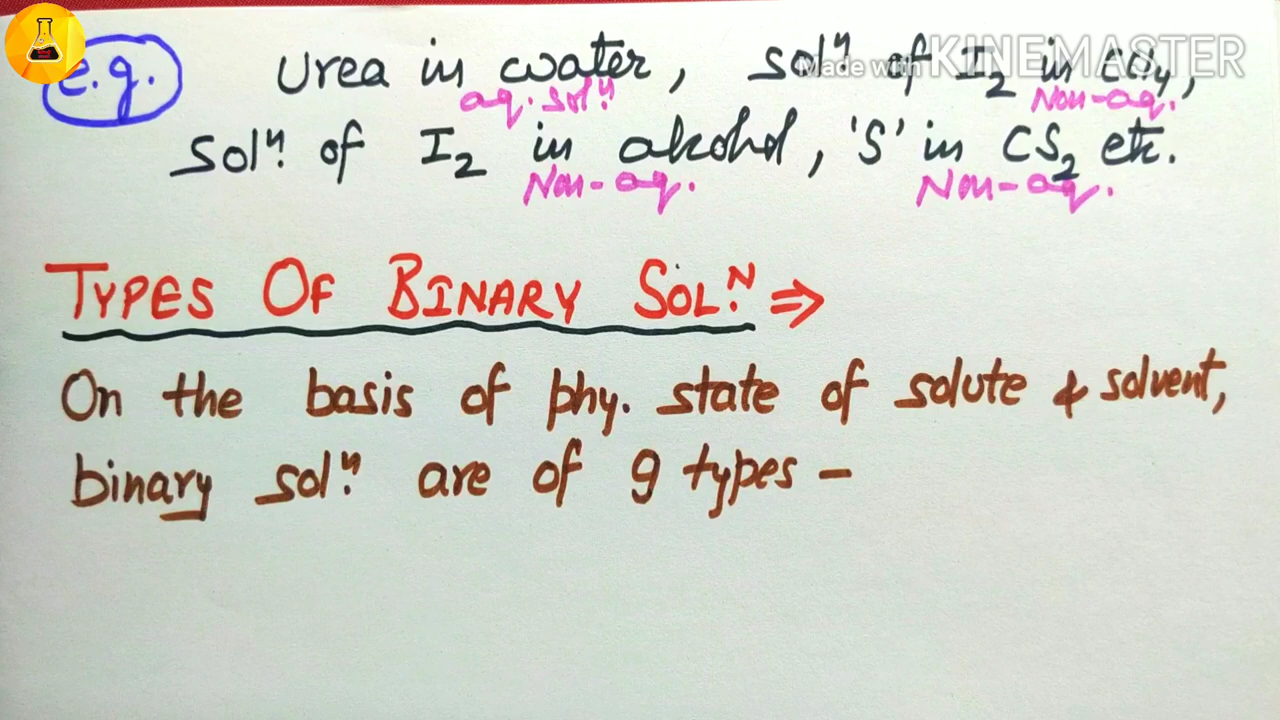 e.g. Urea in water, Solⁿ of I₂ in CCl₄,
Made with KINEMASTER
aq. Solⁿ. Non-aq.
Solⁿ. of I₂ in alcohol, 'S' in CS₂ etc.
Non-aq. Non-aq.
TYPES OF BINARY SOL.ᴺ ⇒
On the basis of phy. state of solute & solvent,
binary solⁿ. are of 9 types -